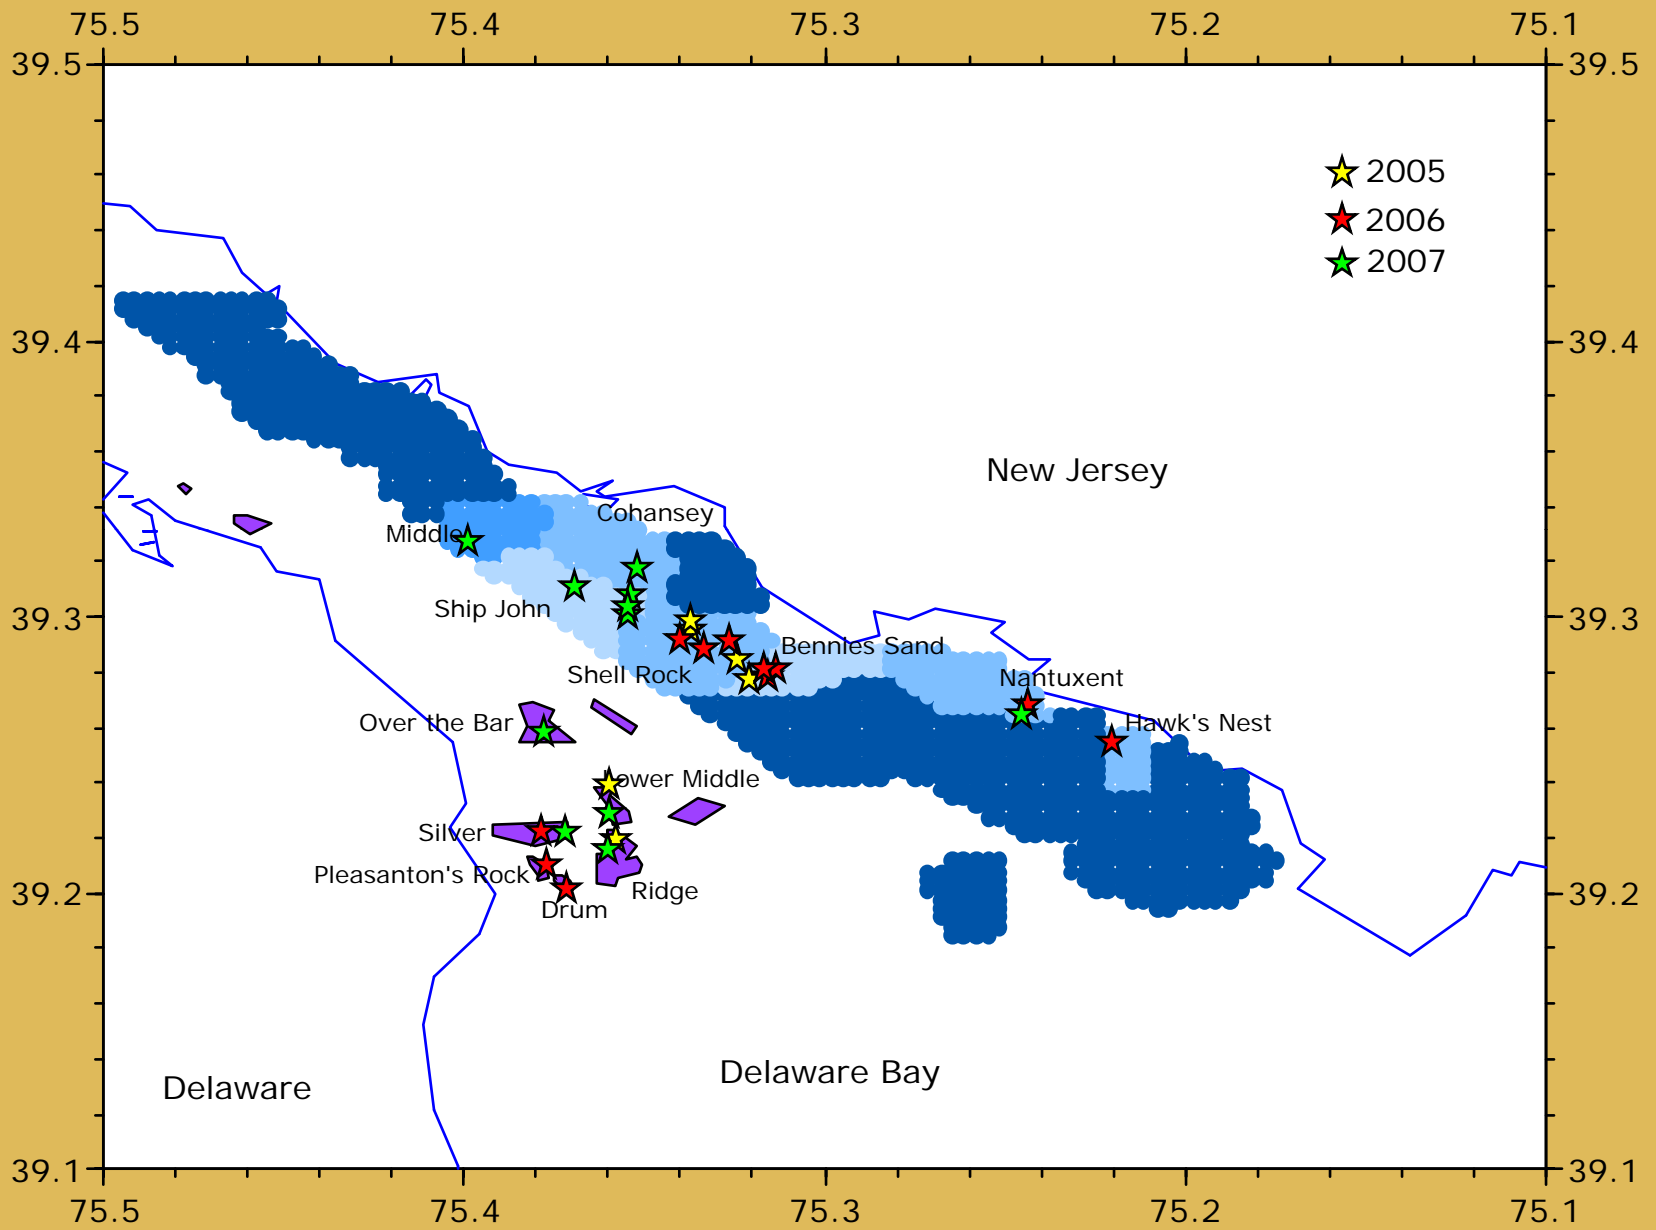 75.5 75.4 75.3 75.2 75.1
39.5 39.5
2005
2006
2007
39.4 39.4
New Jersey
Cohansey
Middle
Ship John
39.3 39.3
Bennies Sand
Shell Rock
Nantuxent
Over the Bar
Hawk's Nest
Lower Middle
Silver
Pleasanton's Rock
Ridge
39.2 39.2
Drum
Delaware Bay
Delaware
39.1 39.1
75.5 75.4 75.3 75.2 75.1